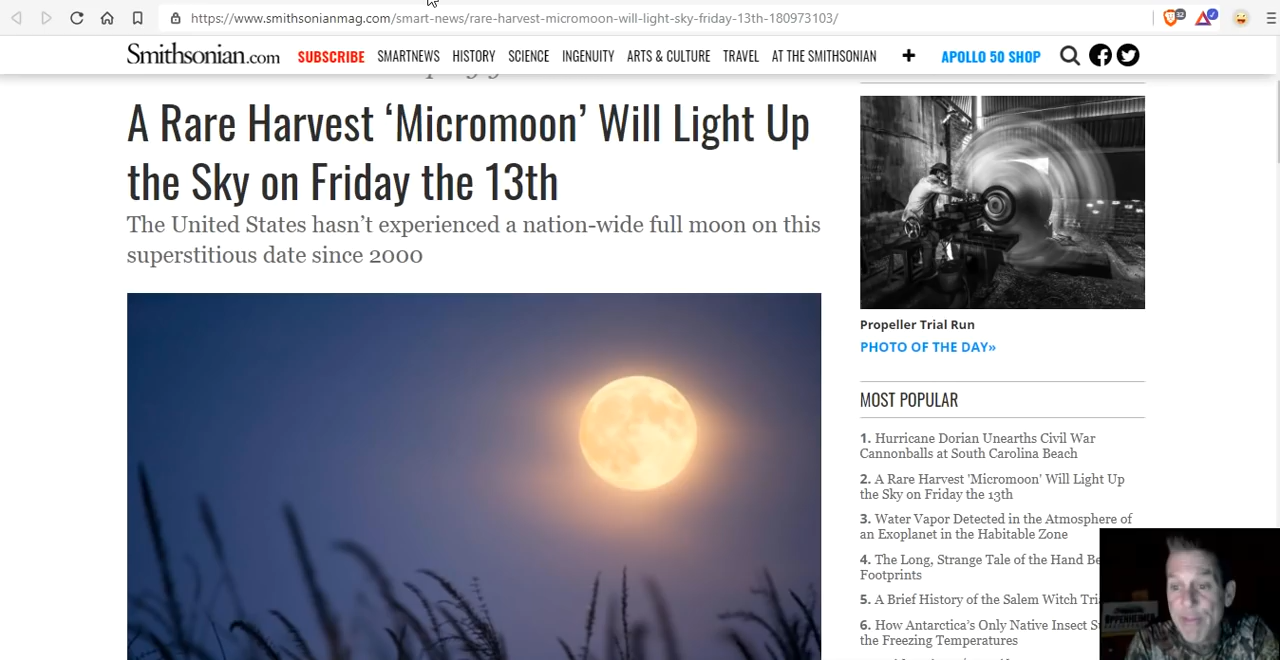 https://www.smithsonianmag.com/smart-news/rare-harvest-micromoon-will-light-sky-friday-13th-180973103/
32
Smithsonian.com SUBSCRIBE SMARTNEWS HISTORY SCIENCE INGENUITY ARTS & CULTURE TRAVEL AT THE SMITHSONIAN + APOLLO 50 SHOP
A Rare Harvest ‘Micromoon’ Will Light Up
the Sky on Friday the 13th
The United States hasn’t experienced a nation-wide full moon on this
superstitious date since 2000
Propeller Trial Run
PHOTO OF THE DAY»
MOST POPULAR
1. Hurricane Dorian Unearths Civil War
Cannonballs at South Carolina Beach
2. A Rare Harvest 'Micromoon' Will Light Up
the Sky on Friday the 13th
3. Water Vapor Detected in the Atmosphere of
an Exoplanet in the Habitable Zone
4. The Long, Strange Tale of the Hand Be
Footprints
5. A Brief History of the Salem Witch Tri
6. How Antarctica’s Only Native Insect S
the Freezing Temperatures